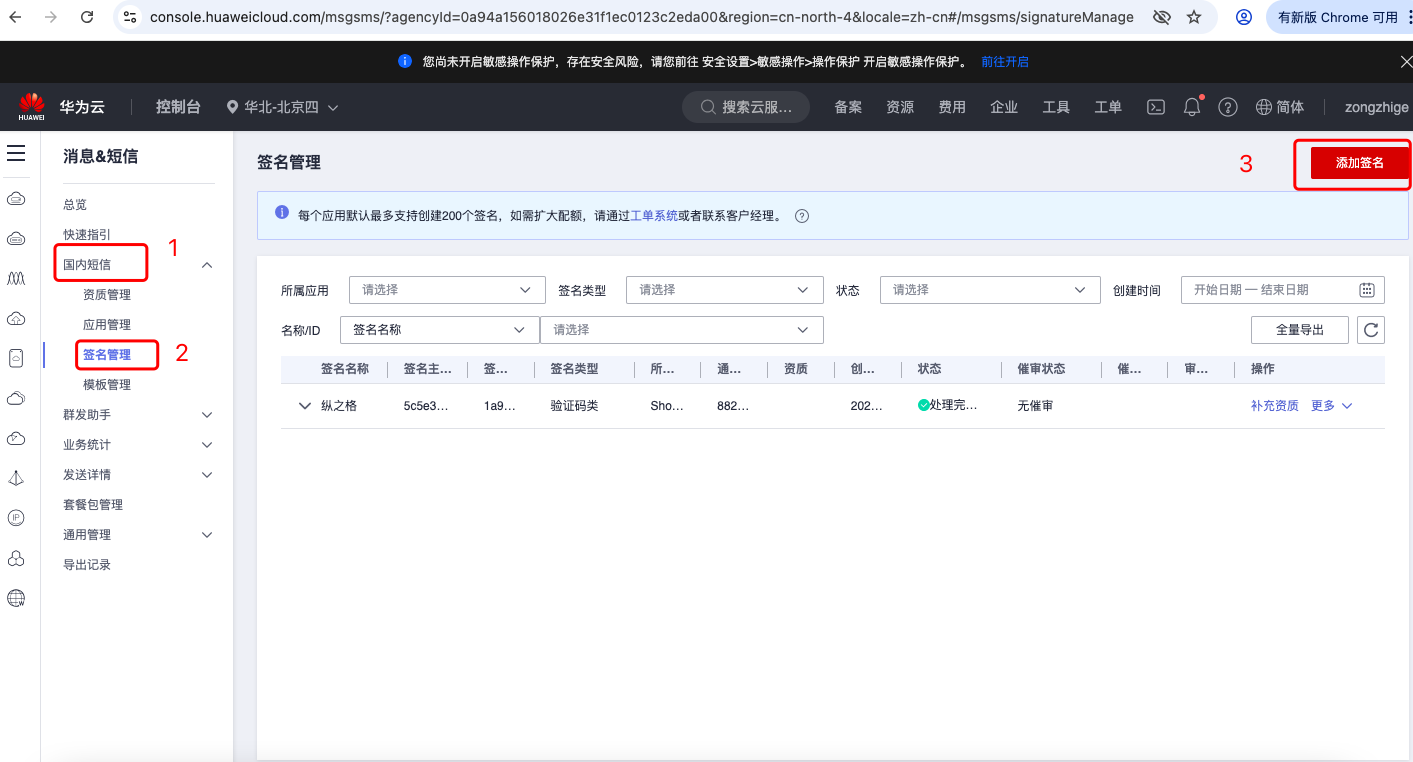 console.huaweicloud.com/msgsms/?agencyId=0a94a156018026e31f1ec0123c2eda00&region=cn-north-4&locale=zh-cn#/msgsms/signatureManage
有新版 Chrome 可用
您尚未开启敏感操作保护，存在安全风险，请您前往 安全设置>敏感操作>操作保护 开启敏感操作保护。 前往开启
HUAWEI 华为云 控制台 华北-北京四 搜索云服... 备案 资源 费用 企业 工具 工单 简体 zongzhige
消息&短信
总览
快速指引
国内短信
1
资质管理
应用管理
签名管理
2
模板管理
群发助手
业务统计
发送详情
套餐包管理
通用管理
导出记录
签名管理
3
添加签名
每个应用默认最多支持创建200个签名，如需扩大配额，请通过工单系统或者联系客户经理。
所属应用 请选择 签名类型 请选择 状态 请选择 创建时间 开始日期 — 结束日期
名称/ID 签名名称 请选择 全量导出
签名名称 签名主... 签... 签名类型 所... 通... 资质 创... 状态 催审状态 催... 审... 操作
纵之格 5c5e3... 1a9... 验证码类 Sho... 882... 202... 处理完... 无催审 补充资质 更多
IP
W